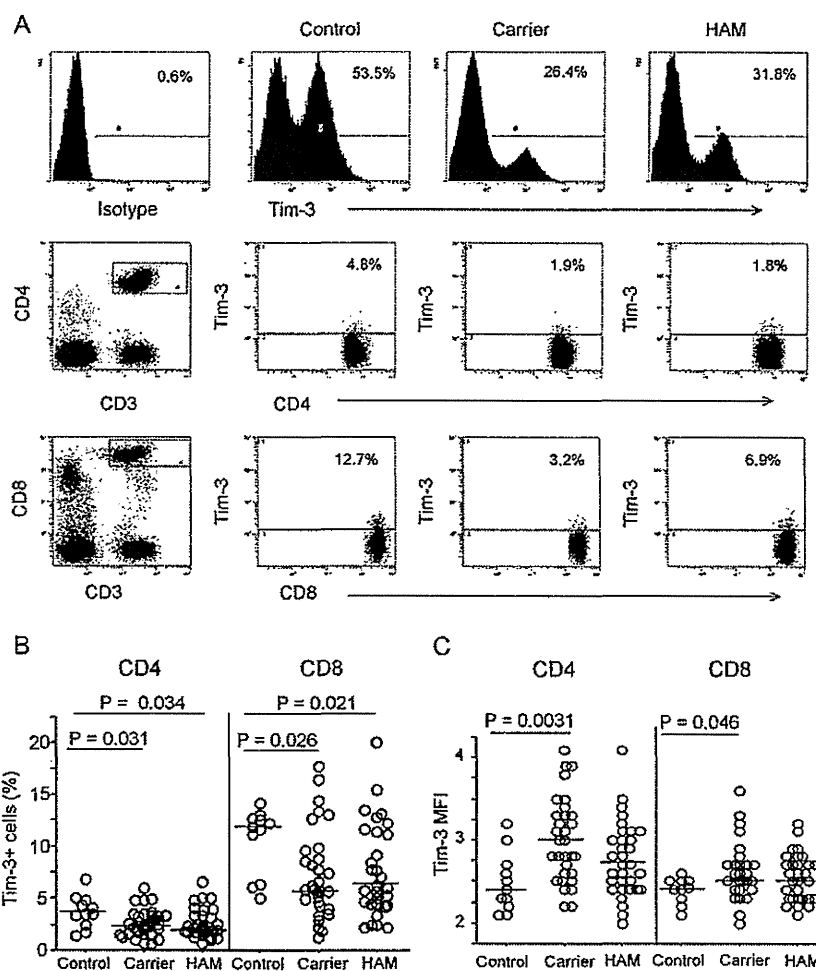 A
Control Carrier HAM
0.6% 53.5% 26.4% 31.8%
Isotype Tim-3
CD4 Tim-3 4.8% Tim-3 1.9% Tim-3 1.8%
CD3 CD4
CD8 Tim-3 12.7% Tim-3 3.2% Tim-3 6.9%
CD3 CD8
B
CD4 CD8
P = 0.034 P = 0.021
P = 0.031 P = 0.026
Tim-3+ cells (%)
20
15
10
5
0
Control Carrier HAM Control Carrier HAM
C
CD4 CD8
P = 0.0031 P = 0.046
Tim-3 MFI
4
3
2
Control Carrier HAM Control Carrier HAM